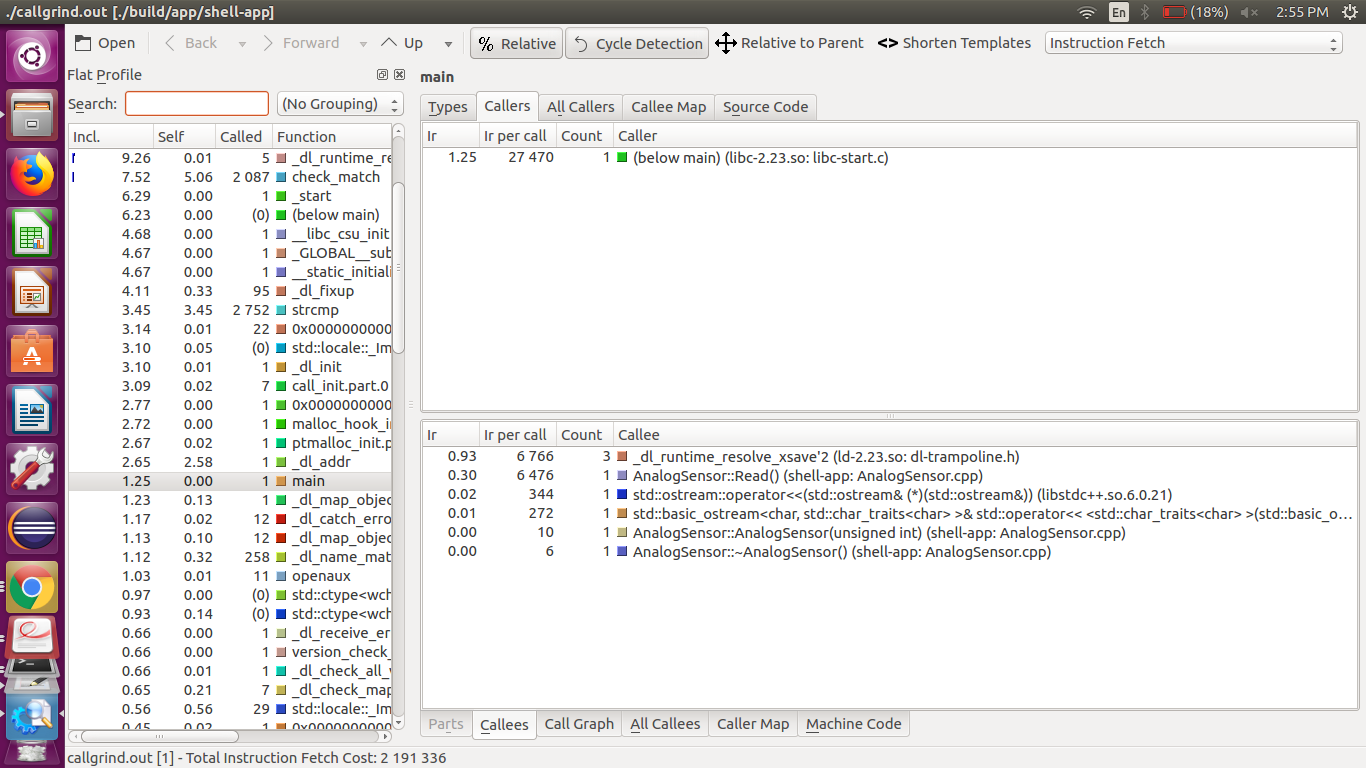 ./callgrind.out [./build/app/shell-app]
En (18%) 2:55 PM
Open Back Forward Up % Relative Cycle Detection Relative to Parent <> Shorten Templates Instruction Fetch
Flat Profile
Search: (No Grouping)
Incl. Self Called Function
9.26 0.01 5 _dl_runtime_re
7.52 5.06 2 087 check_match
6.29 0.00 1 _start
6.23 0.00 (0) (below main)
4.68 0.00 1 __libc_csu_init
4.67 0.00 1 _GLOBAL__sub
4.67 0.00 1 __static_initiali
4.11 0.33 95 _dl_fixup
3.45 3.45 2 752 strcmp
3.14 0.01 22 0x0000000000
3.10 0.05 (0) std::locale::_Im
3.10 0.01 1 _dl_init
3.09 0.02 7 call_init.part.0
2.77 0.00 1 0x0000000000
2.72 0.00 1 malloc_hook_i
2.67 0.02 1 ptmalloc_init.p
2.65 2.58 1 _dl_addr
1.25 0.00 1 main
1.23 0.13 1 _dl_map_objec
1.17 0.02 12 _dl_catch_erro
1.13 0.10 12 _dl_map_objec
1.12 0.32 258 _dl_name_mat
1.03 0.01 11 openaux
0.97 0.00 (0) std::ctype<wch
0.93 0.14 (0) std::ctype<wch
0.66 0.00 1 _dl_receive_er
0.66 0.00 1 version_check_
0.66 0.01 1 _dl_check_all_v
0.65 0.21 7 _dl_check_map
0.56 0.56 29 std::locale::_Im
0.45 0.02 1 0x0000000000
main
Types Callers All Callers Callee Map Source Code
Ir Ir per call Count Caller
1.25 27 470 1 (below main) (libc-2.23.so: libc-start.c)
Ir Ir per call Count Callee
0.93 6 766 3 _dl_runtime_resolve_xsave'2 (ld-2.23.so: dl-trampoline.h)
0.30 6 476 1 AnalogSensor::Read() (shell-app: AnalogSensor.cpp)
0.02 344 1 std::ostream::operator<<(std::ostream& (*)(std::ostream&)) (libstdc++.so.6.0.21)
0.01 272 1 std::basic_ostream<char, std::char_traits<char> >& std::operator<< <std::char_traits<char> >(std::basic_o...
0.00 10 1 AnalogSensor::AnalogSensor(unsigned int) (shell-app: AnalogSensor.cpp)
0.00 6 1 AnalogSensor::~AnalogSensor() (shell-app: AnalogSensor.cpp)
Parts Callees Call Graph All Callees Caller Map Machine Code
callgrind.out [1] - Total Instruction Fetch Cost: 2 191 336